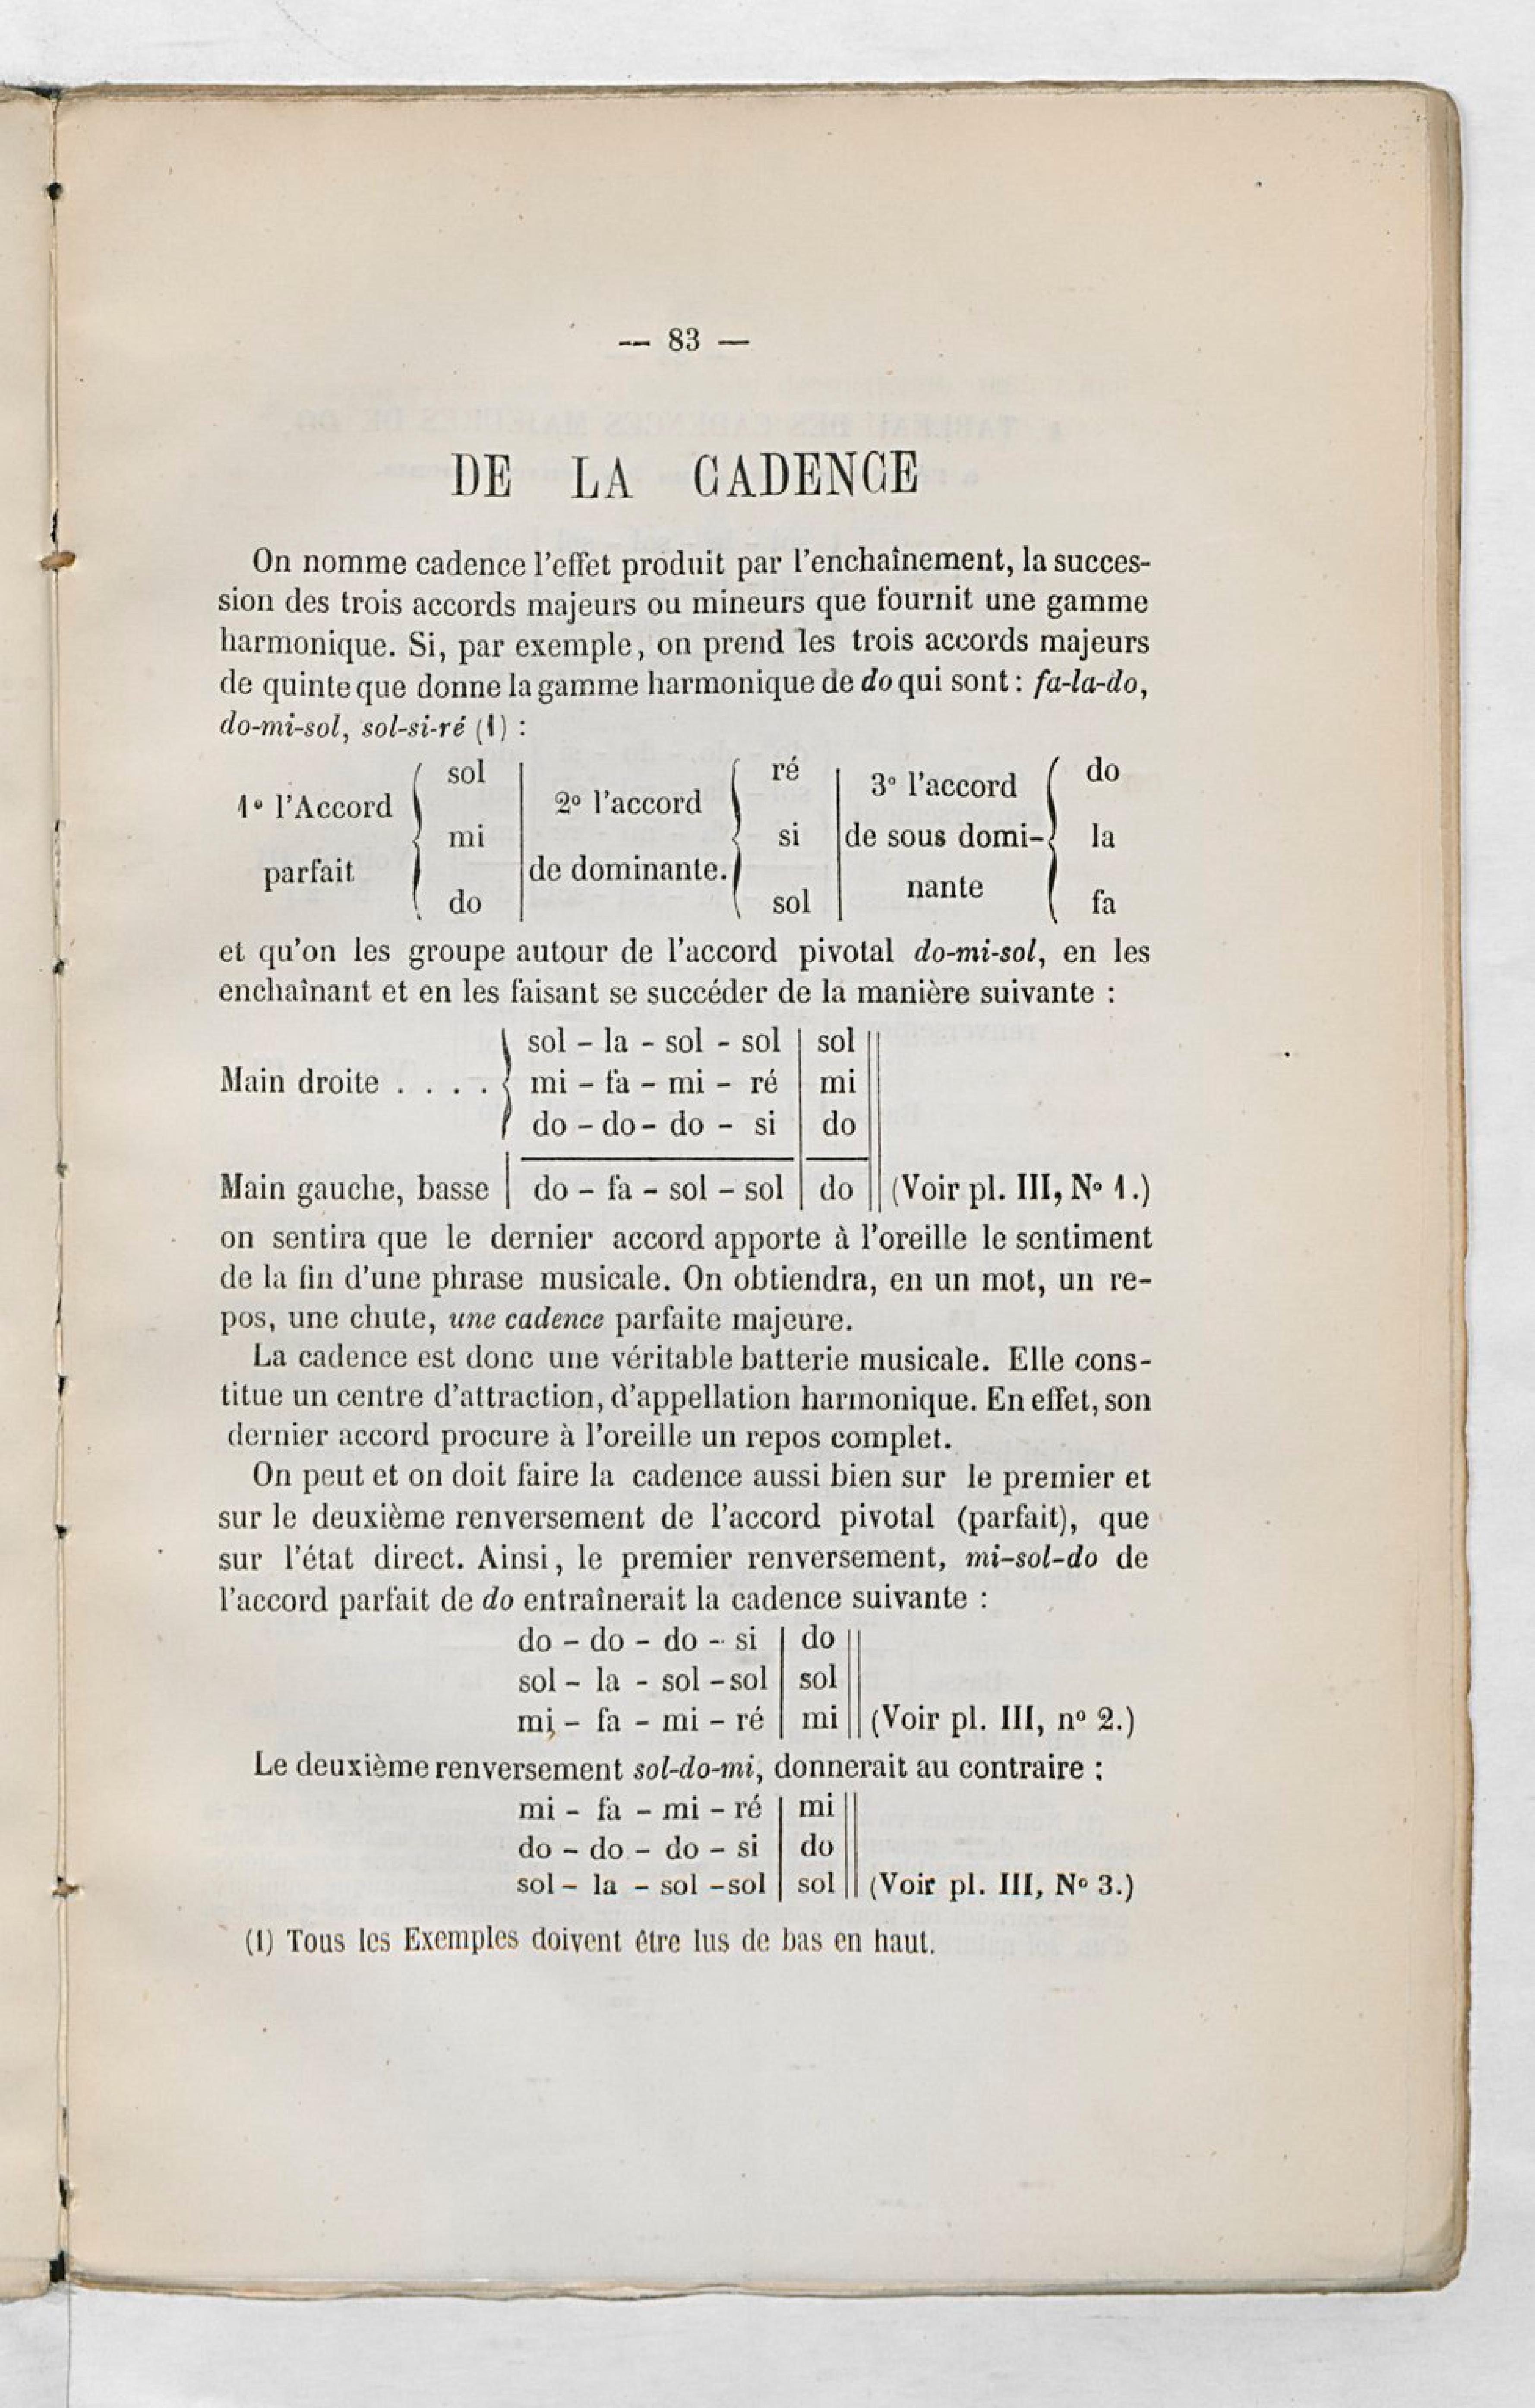 — 83 —
DE LA CADENCE
On nomme cadence l'effet produit par l'enchaînement, la succes-
sion des trois accords majeurs ou mineurs que fournit une gamme
harmonique. Si, par exemple, on prend les trois accords majeurs
de quinte que donne la gamme harmonique de do qui sont : fa-la-do,
do-mi-sol, sol-si-ré (1) :
1º l'Accord parfait { sol mi do | 2º l'accord de dominante. { ré si sol | 3º l'accord de sous domi-nante { do la fa
et qu'on les groupe autour de l'accord pivotal do-mi-sol, en les
enchaînant et en les faisant se succéder de la manière suivante :
sol – la – sol – sol | sol ||
Main droite . . . . { mi – fa – mi – ré | mi ||
do – do – do – si | do ||
Main gauche, basse | do – fa – sol – sol | do || (Voir pl. III, Nº 1.)
on sentira que le dernier accord apporte à l'oreille le sentiment
de la fin d'une phrase musicale. On obtiendra, en un mot, un re-
pos, une chute, une cadence parfaite majeure.
La cadence est donc une véritable batterie musicale. Elle cons-
titue un centre d'attraction, d'appellation harmonique. En effet, son
dernier accord procure à l'oreille un repos complet.
On peut et on doit faire la cadence aussi bien sur le premier et
sur le deuxième renversement de l'accord pivotal (parfait), que
sur l'état direct. Ainsi, le premier renversement, mi-sol-do de
l'accord parfait de do entraînerait la cadence suivante :
do – do – do – si | do ||
sol – la – sol – sol | sol ||
mi – fa – mi – ré | mi || (Voir pl. III, nº 2.)
Le deuxième renversement sol-do-mi, donnerait au contraire :
mi – fa – mi – ré | mi ||
do – do – do – si | do ||
sol – la – sol – sol | sol || (Voir pl. III, Nº 3.)
(1) Tous les Exemples doivent être lus de bas en haut.